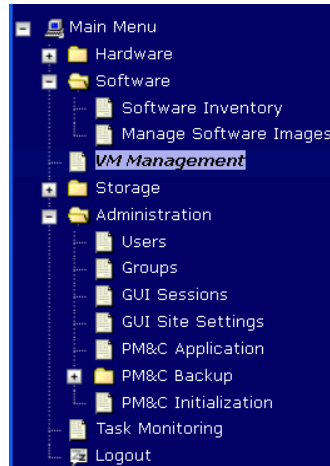 Main Menu
Hardware
Software
Software Inventory
Manage Software Images
VM Management
Storage
Administration
Users
Groups
GUI Sessions
GUI Site Settings
PM&C Application
PM&C Backup
PM&C Initialization
Task Monitoring
Logout